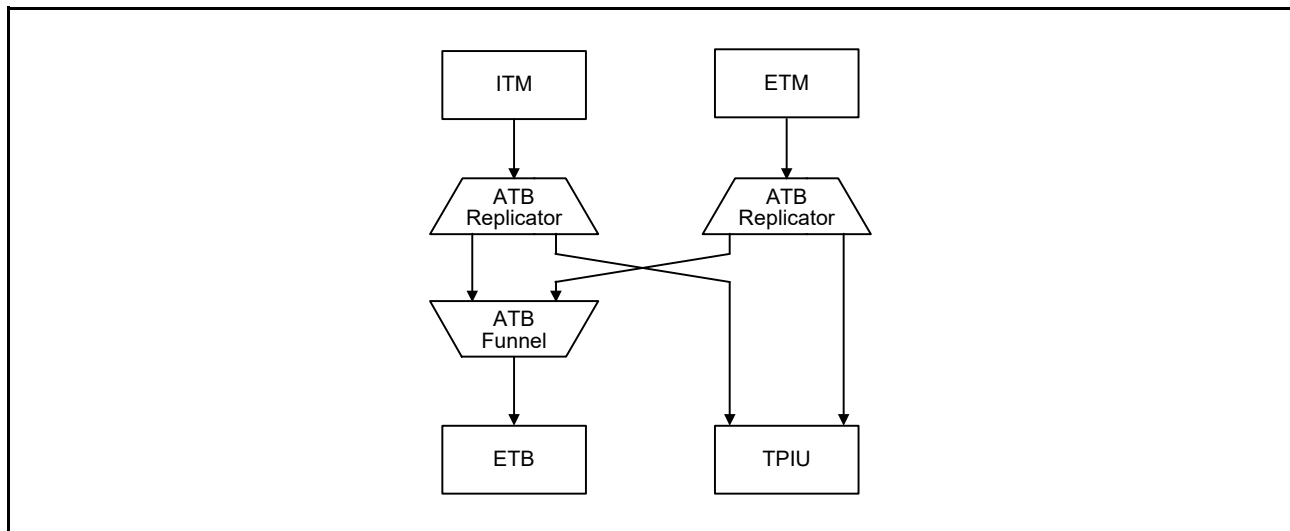 ITM
ETM
ATB
Replicator
ATB
Replicator
ATB
Funnel
ETB
TPIU